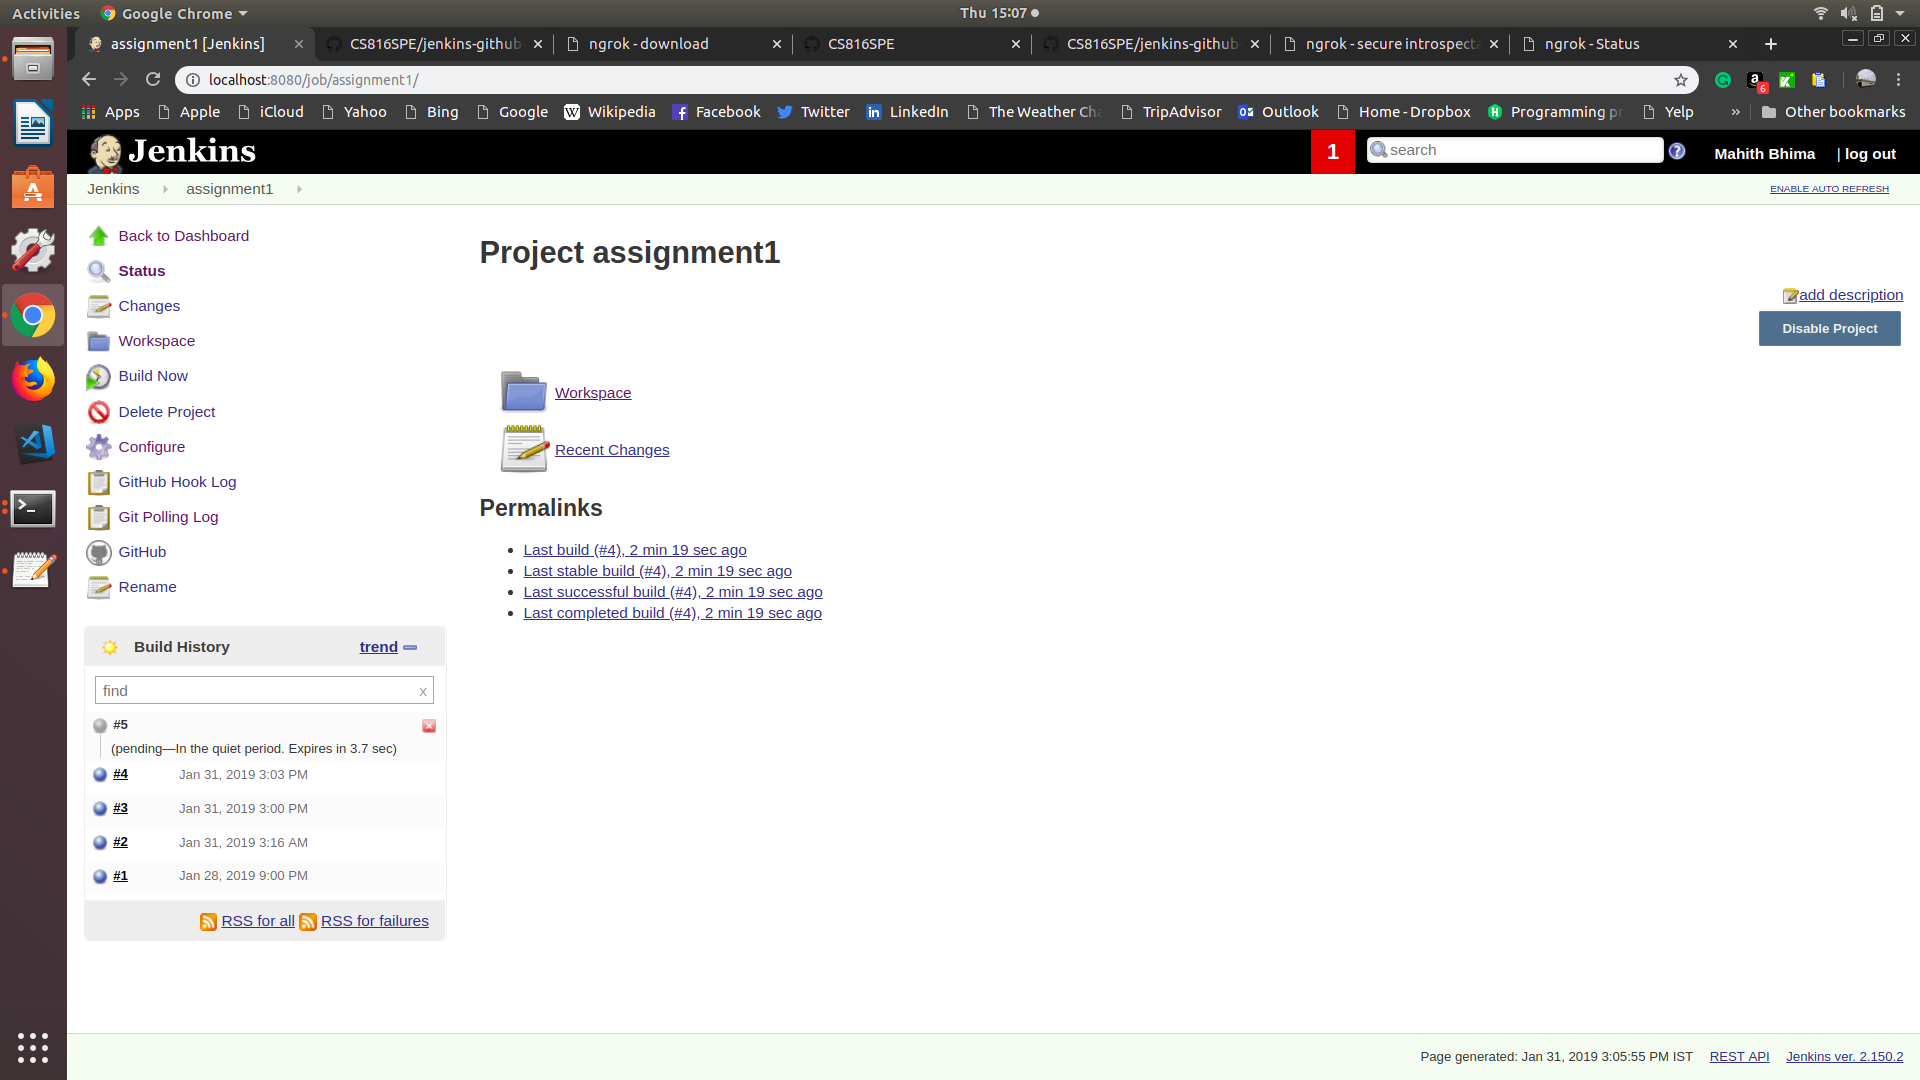 Activities
Google Chrome
Thu 15:07
assignment1 [Jenkins]
CS816SPE/jenkins-github
ngrok - download
CS816SPE
CS816SPE/jenkins-github
ngrok - secure introspect
ngrok - Status
localhost:8080/job/assignment1/
6
Apps
Apple
iCloud
Yahoo
Bing
Google
Wikipedia
Facebook
Twitter
LinkedIn
The Weather Ch
TripAdvisor
Outlook
Home - Dropbox
Programming pr
Yelp
»
Other bookmarks
Jenkins
1
search
Mahith Bhima
| log out
Jenkins
assignment1
ENABLE AUTO REFRESH
Back to Dashboard
Status
Changes
Workspace
Build Now
Delete Project
Configure
GitHub Hook Log
Git Polling Log
GitHub
Rename
Project assignment1
add description
Disable Project
Workspace
Recent Changes
Permalinks
Last build (#4), 2 min 19 sec ago
Last stable build (#4), 2 min 19 sec ago
Last successful build (#4), 2 min 19 sec ago
Last completed build (#4), 2 min 19 sec ago
Build History
trend
find
x
#5
(pending—In the quiet period. Expires in 3.7 sec)
#4 Jan 31, 2019 3:03 PM
#3 Jan 31, 2019 3:00 PM
#2 Jan 31, 2019 3:16 AM
#1 Jan 28, 2019 9:00 PM
RSS for all
RSS for failures
Page generated: Jan 31, 2019 3:05:55 PM IST
REST API
Jenkins ver. 2.150.2